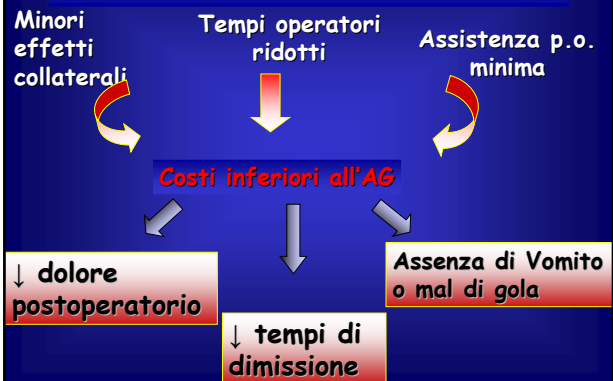 Minori
effetti
collaterali
Tempi operatori
ridotti
Assistenza p.o.
minima
Costi inferiori all'AG
↓ dolore
postoperatorio
↓ tempi di
dimissione
Assenza di Vomito
o mal di gola